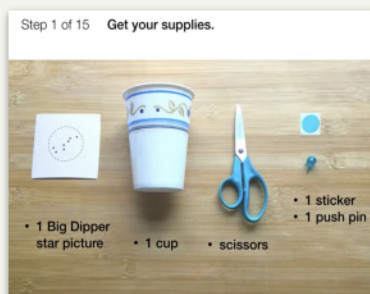 Step 1 of 15 Get your supplies.
• 1 Big Dipper
star picture
• 1 cup
• scissors
• 1 sticker
• 1 push pin